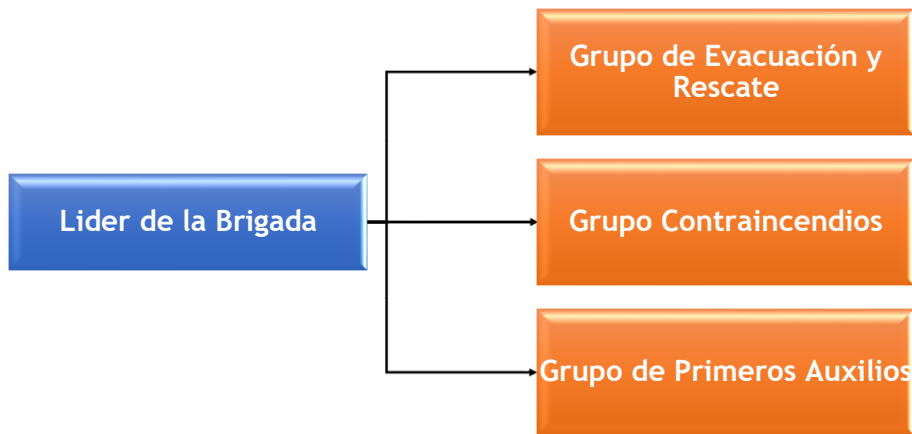 Grupo de Evacuación y
Rescate
Lider de la Brigada
Grupo Contraincendios
Grupo de Primeros Auxilios